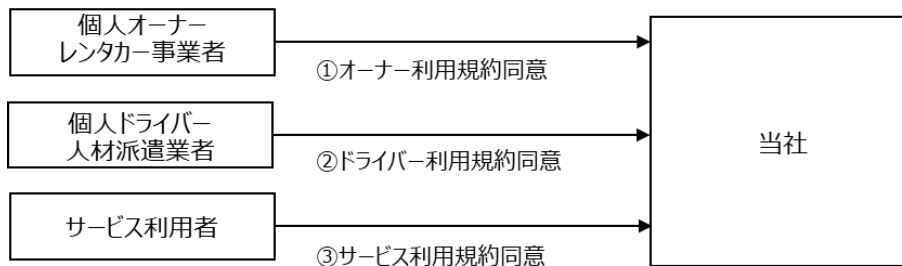 個人オーナー
レンタカー事業者
①オーナー利用規約同意
個人ドライバー
人材派遣業者
②ドライバー利用規約同意
サービス利用者
③サービス利用規約同意
当社